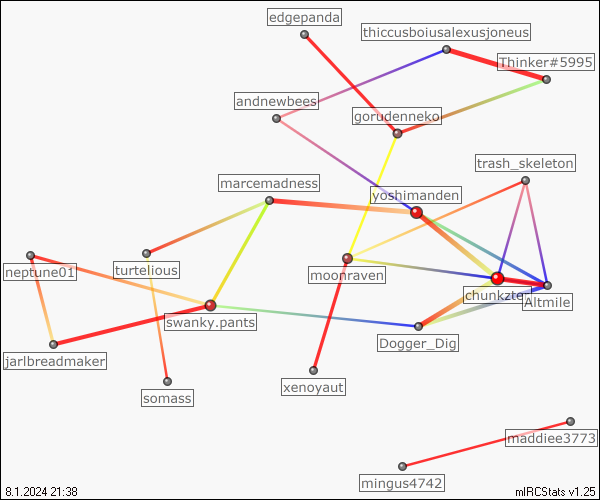 edgepanda
thiccusboiusalexusjoneus
Thinker#5995
andnewbees
gorudenneko
trash_skeleton
marcemadness
yoshimanden
neptune01
turtelious
moonraven
chunkzte
Altmile
swanky.pants
Dogger_Dig
jarlbreadmaker
xenoyaut
somass
maddiee3773
mingus4742
8.1.2024 21:38
mIRCStats v1.25